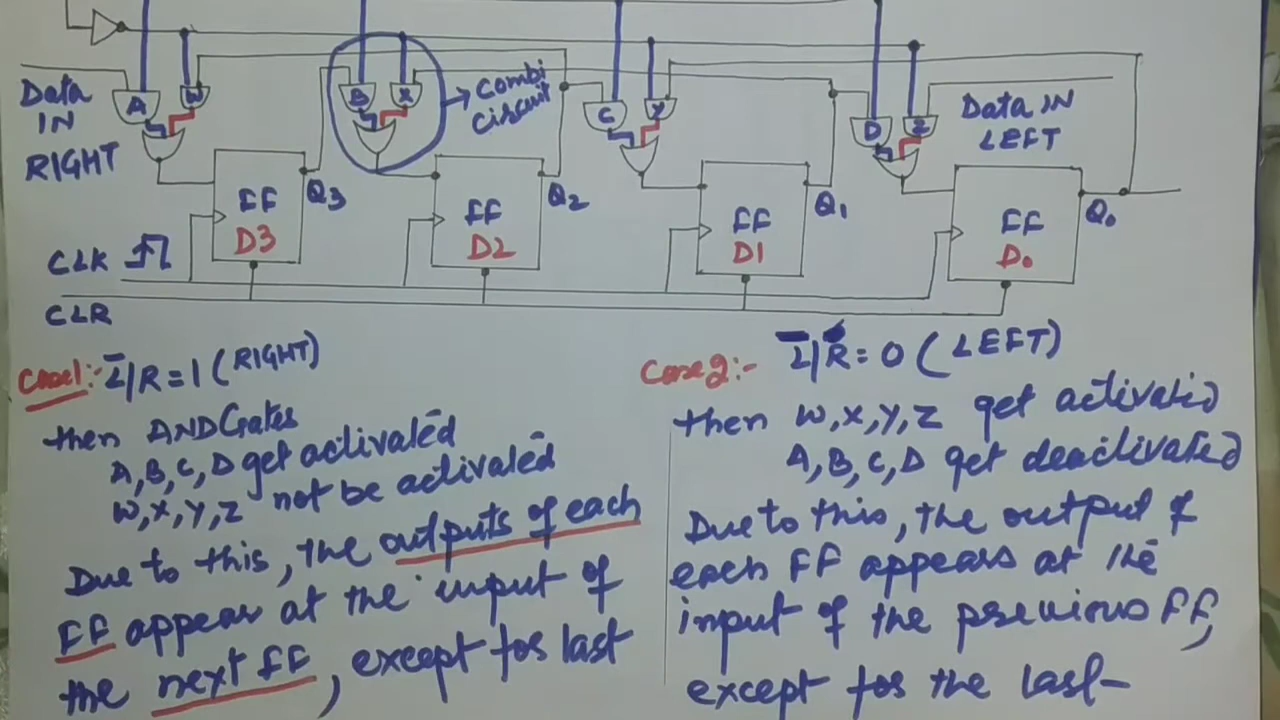 A W B X → combi
circuit
C Y D Z
Data
IN
RIGHT
Data IN
LEFT
FF
D3
Q3
FF
D2
Q2
FF
D1
Q1
FF
D0
Q0
CLK
CLR
Case1:- L̅/R = 1 (RIGHT)
then AND Gates
A, B, C, D get activated
W, X, Y, Z not be activated
Due to this, the outputs of each
FF appear at the input of
the next FF, except for last
Case2:- L̅/R = 0 (LEFT)
then W, X, Y, Z get activated
A, B, C, D get deactivated
Due to this, the output of
each FF appears at the
input of the previous FF,
except for the last-